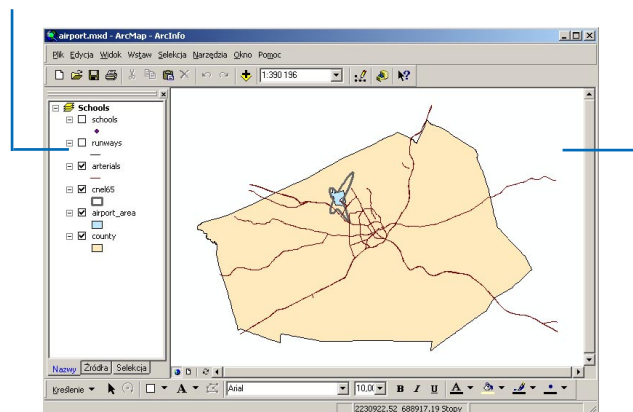 airport.mxd - ArcMap - ArcInfo
Plik Edycja Widok Wstaw Selekcja Narzędzia Okno Pomoc
1:390 196
Schools
schools
runways
arterials
cnel65
airport_area
county
Nazwy Źródła Selekcja
Kreślenie A Arial 10,0 B I U A
2230922,52 688917,19 Stopy